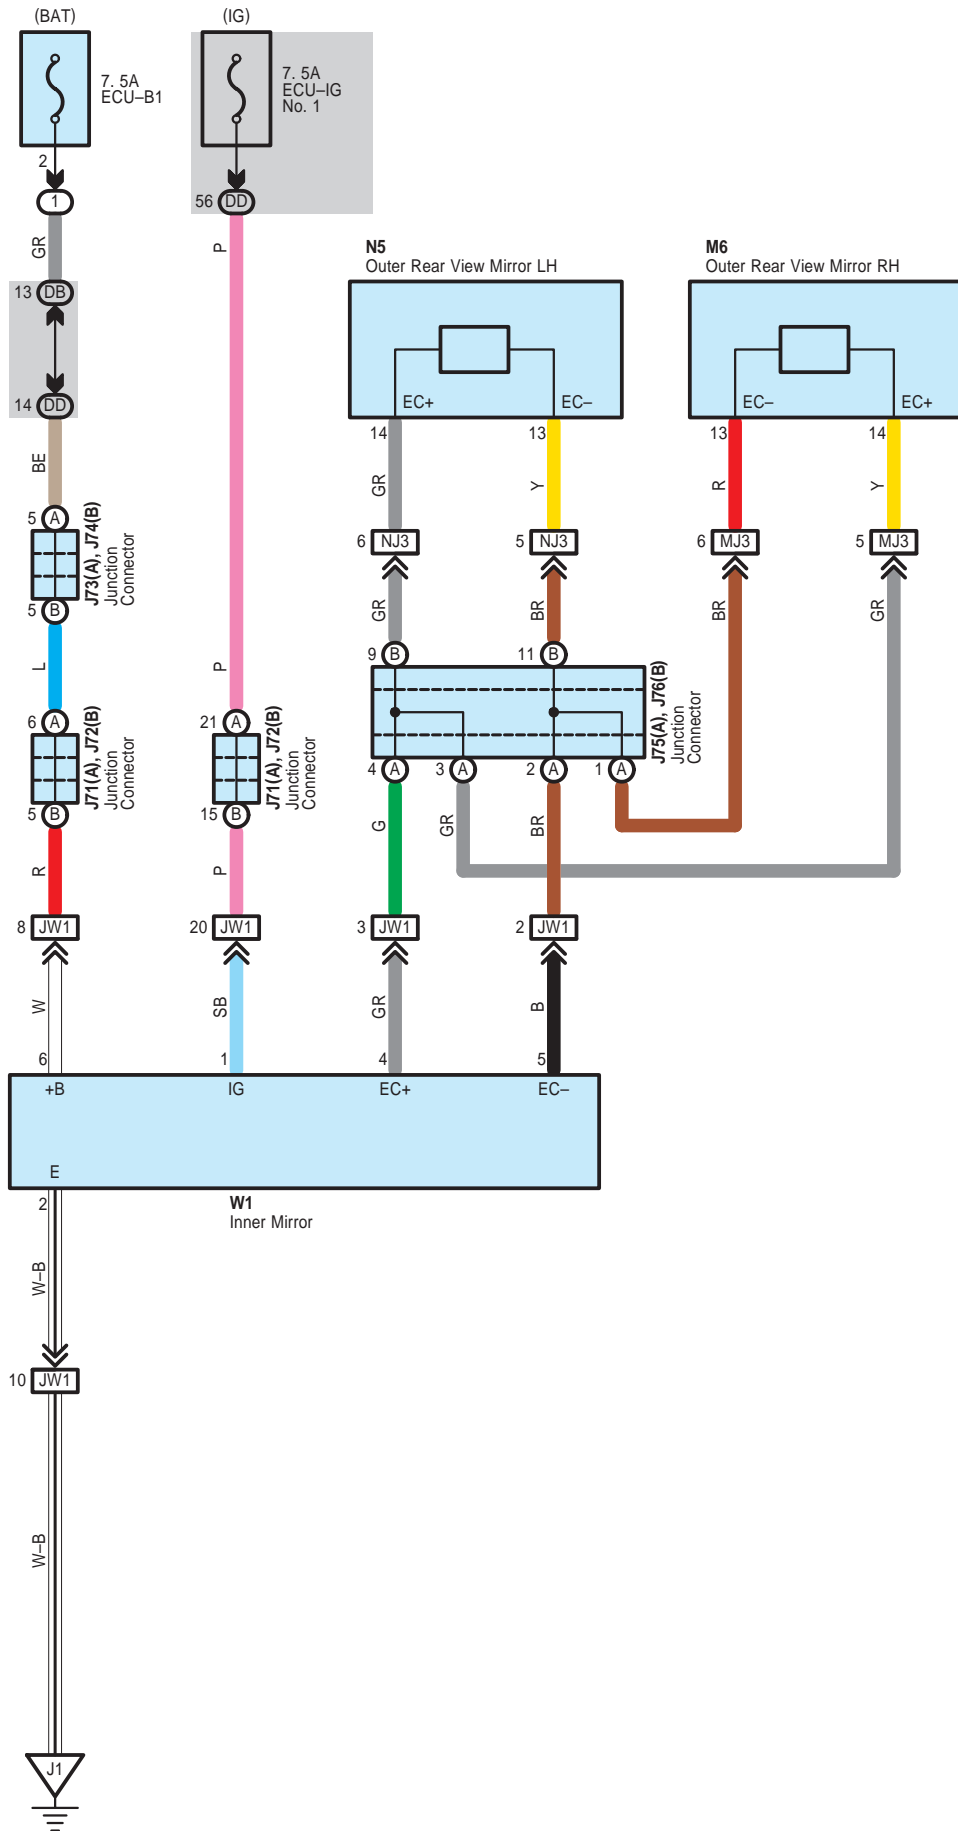 (BAT)
(IG)
7. 5A
ECU–B1
7. 5A
ECU–IG
No. 1
2
1
56 DD
GR
P
13 DB
14 DD
N5
Outer Rear View Mirror LH
M6
Outer Rear View Mirror RH
EC+
EC–
EC–
EC+
14
13
13
14
BE
GR
Y
R
Y
5 A
J73(A), J74(B)
Junction
Connector
5 B
6 NJ3
5 NJ3
6 MJ3
5 MJ3
GR
BR
BR
GR
L
P
9 B
11 B
J75(A), J76(B)
Junction
Connector
6 A
J71(A), J72(B)
Junction
Connector
5 B
21 A
J71(A), J72(B)
Junction
Connector
15 B
4 A
3 A
2 A
1 A
R
P
G
GR
BR
8 JW1
20 JW1
3 JW1
2 JW1
W
SB
GR
B
6
1
4
5
+B
IG
EC+
EC–
E
2
W1
Inner Mirror
W–B
10 JW1
W–B
J1